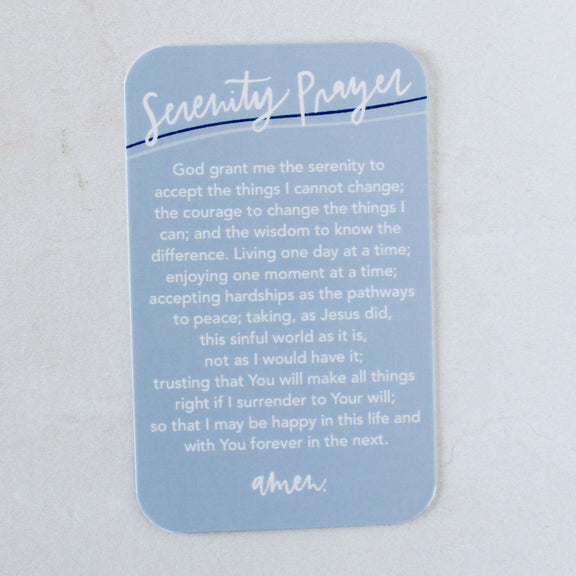 Serenity Prayer
God grant me the serenity to
accept the things I cannot change;
the courage to change the things I
can; and the wisdom to know the
difference. Living one day at a time;
enjoying one moment at a time;
accepting hardships as the pathways
to peace; taking, as Jesus did,
this sinful world as it is,
not as I would have it;
trusting that You will make all things
right if I surrender to Your will;
so that I may be happy in this life and
with You forever in the next.
amen.